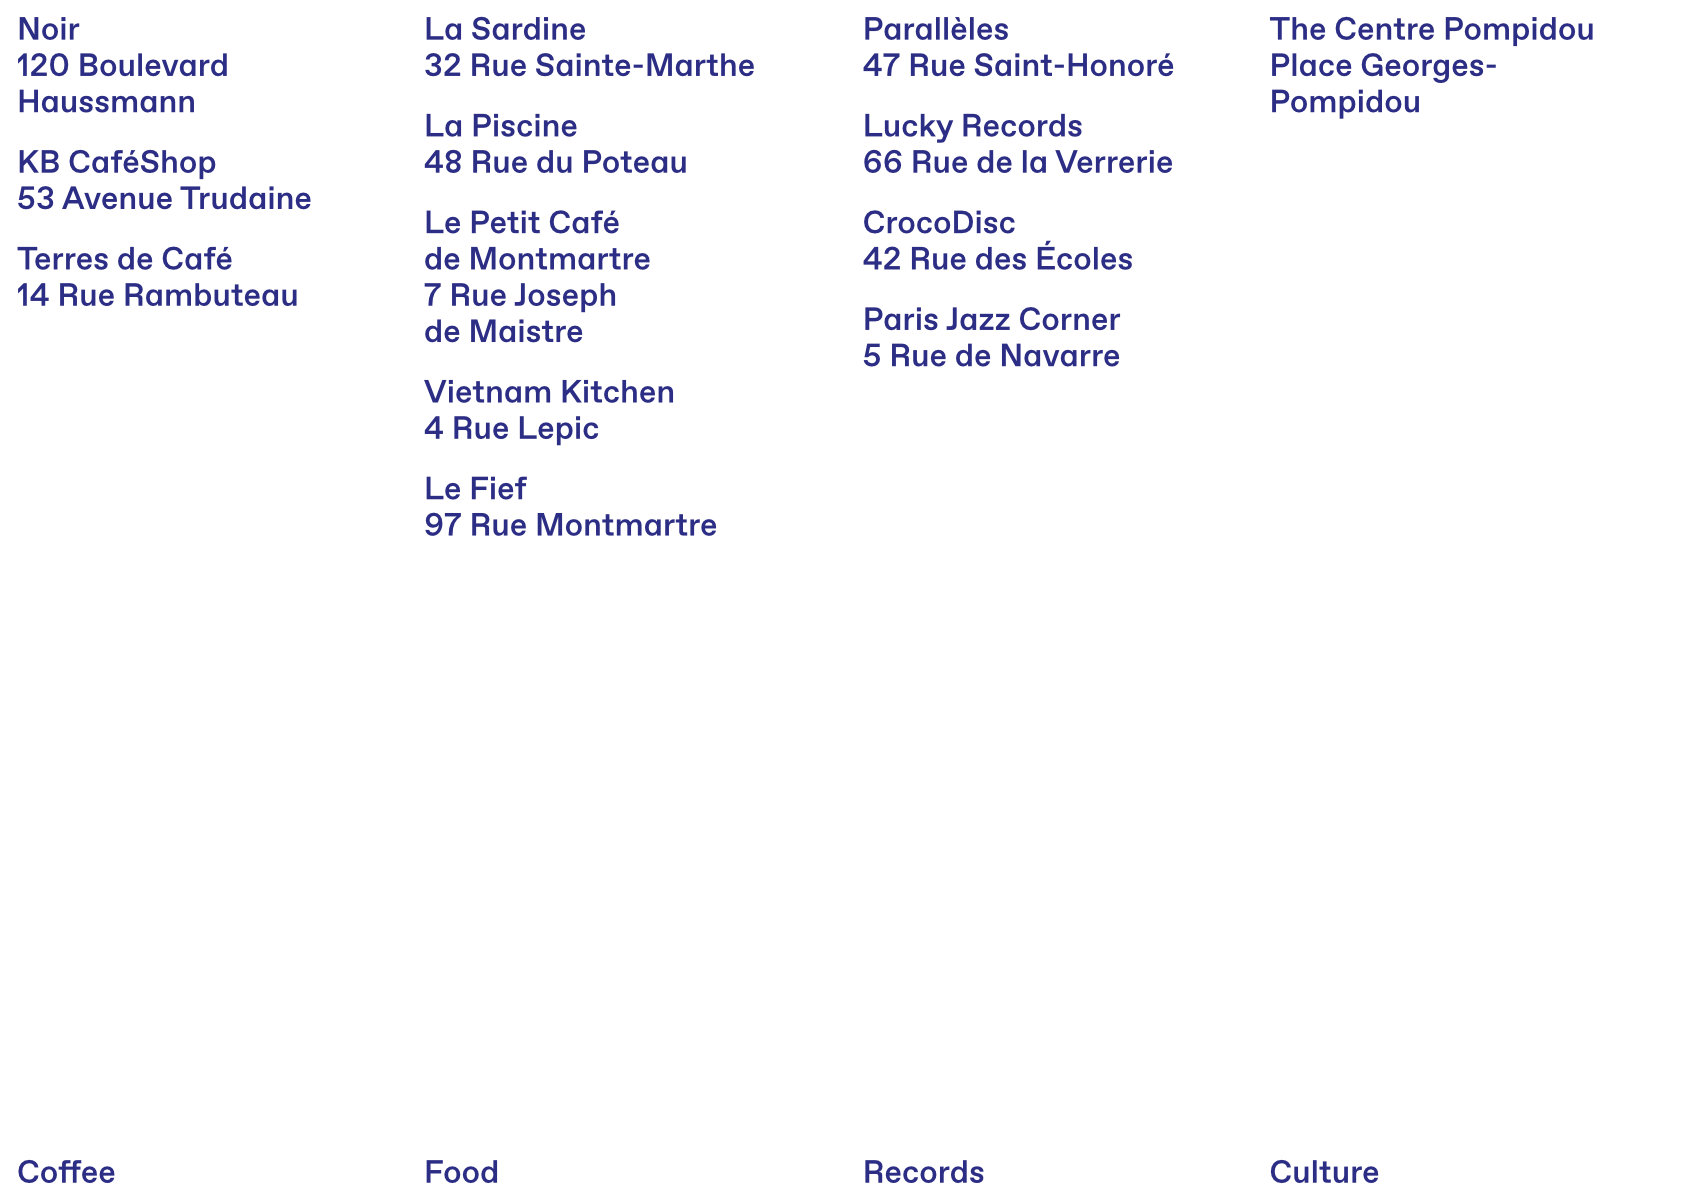 Noir
120 Boulevard
Haussmann
KB CaféShop
53 Avenue Trudaine
Terres de Café
14 Rue Rambuteau
Coffee
La Sardine
32 Rue Sainte-Marthe
La Piscine
48 Rue du Poteau
Le Petit Café
de Montmartre
7 Rue Joseph
de Maistre
Vietnam Kitchen
4 Rue Lepic
Le Fief
97 Rue Montmartre
Food
Parallèles
47 Rue Saint-Honoré
Lucky Records
66 Rue de la Verrerie
CrocoDisc
42 Rue des Écoles
Paris Jazz Corner
5 Rue de Navarre
Records
The Centre Pompidou
Place Georges-
Pompidou
Culture